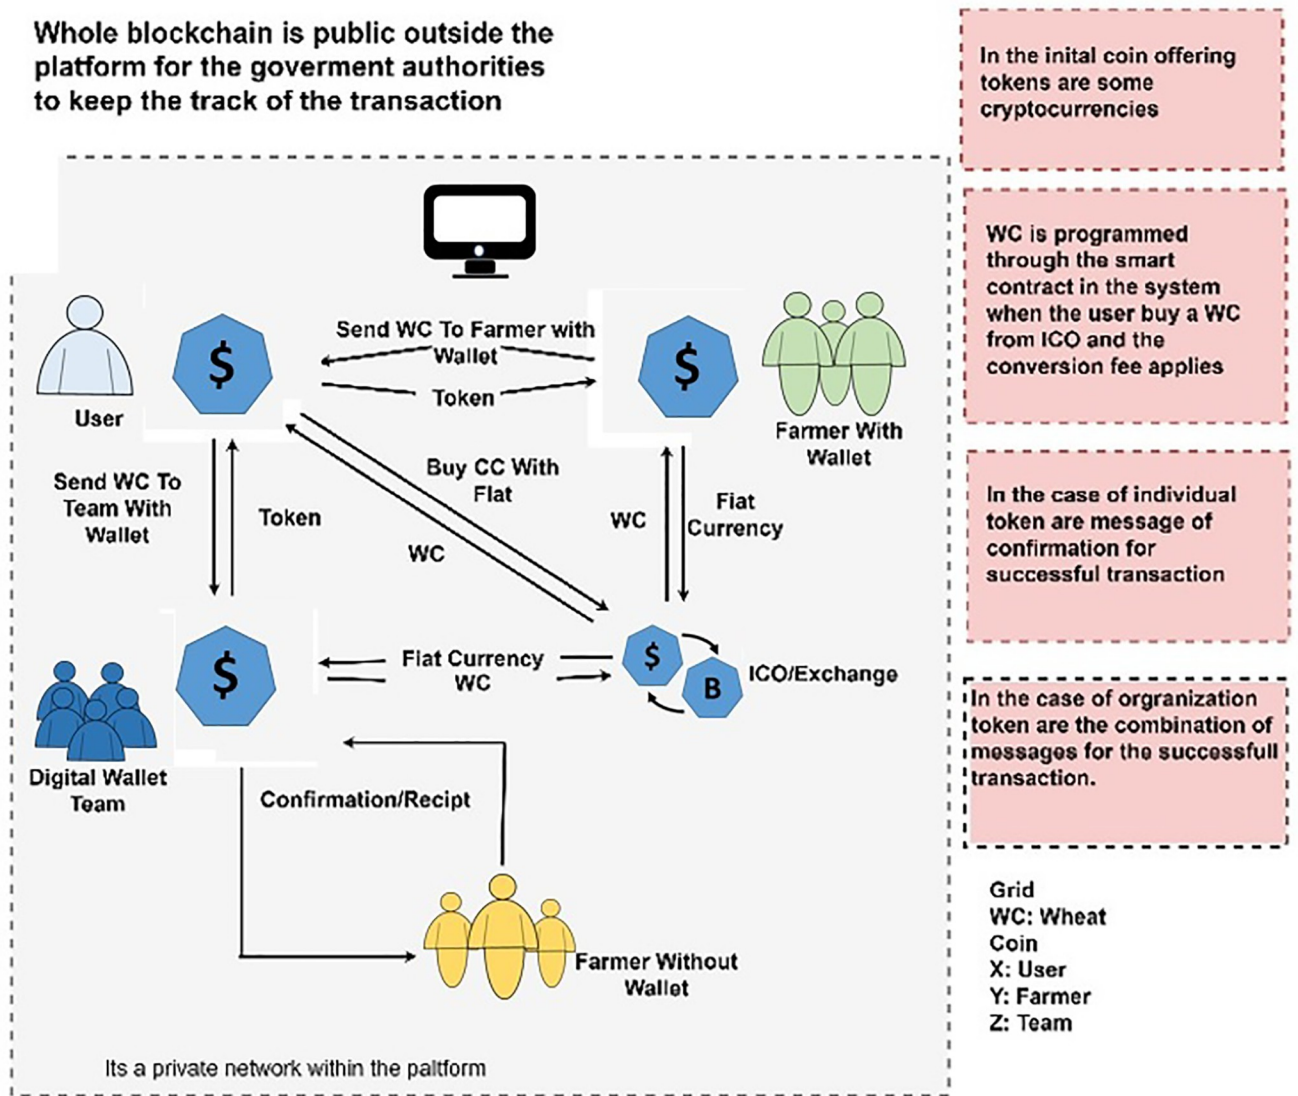 Whole blockchain is public outside the
platform for the goverment authorities
to keep the track of the transaction
In the inital coin offering
tokens are some
cryptocurrencies
WC is programmed
through the smart
contract in the system
when the user buy a WC
from ICO and the
conversion fee applies
In the case of individual
token are message of
confirmation for
successful transaction
In the case of orgranization
token are the combination of
messages for the successfull
transaction.
Grid
WC: Wheat
Coin
X: User
Y: Farmer
Z: Team
$
User
Send WC To Farmer with
Wallet
Token
$
Farmer With
Wallet
Send WC To
Team With
Wallet
Token
Buy CC With
Flat
WC
WC
Fiat
Currency
$
Digital Wallet
Team
Flat Currency
WC
$
B
ICO/Exchange
Confirmation/Recipt
Farmer Without
Wallet
Its a private network within the paltform